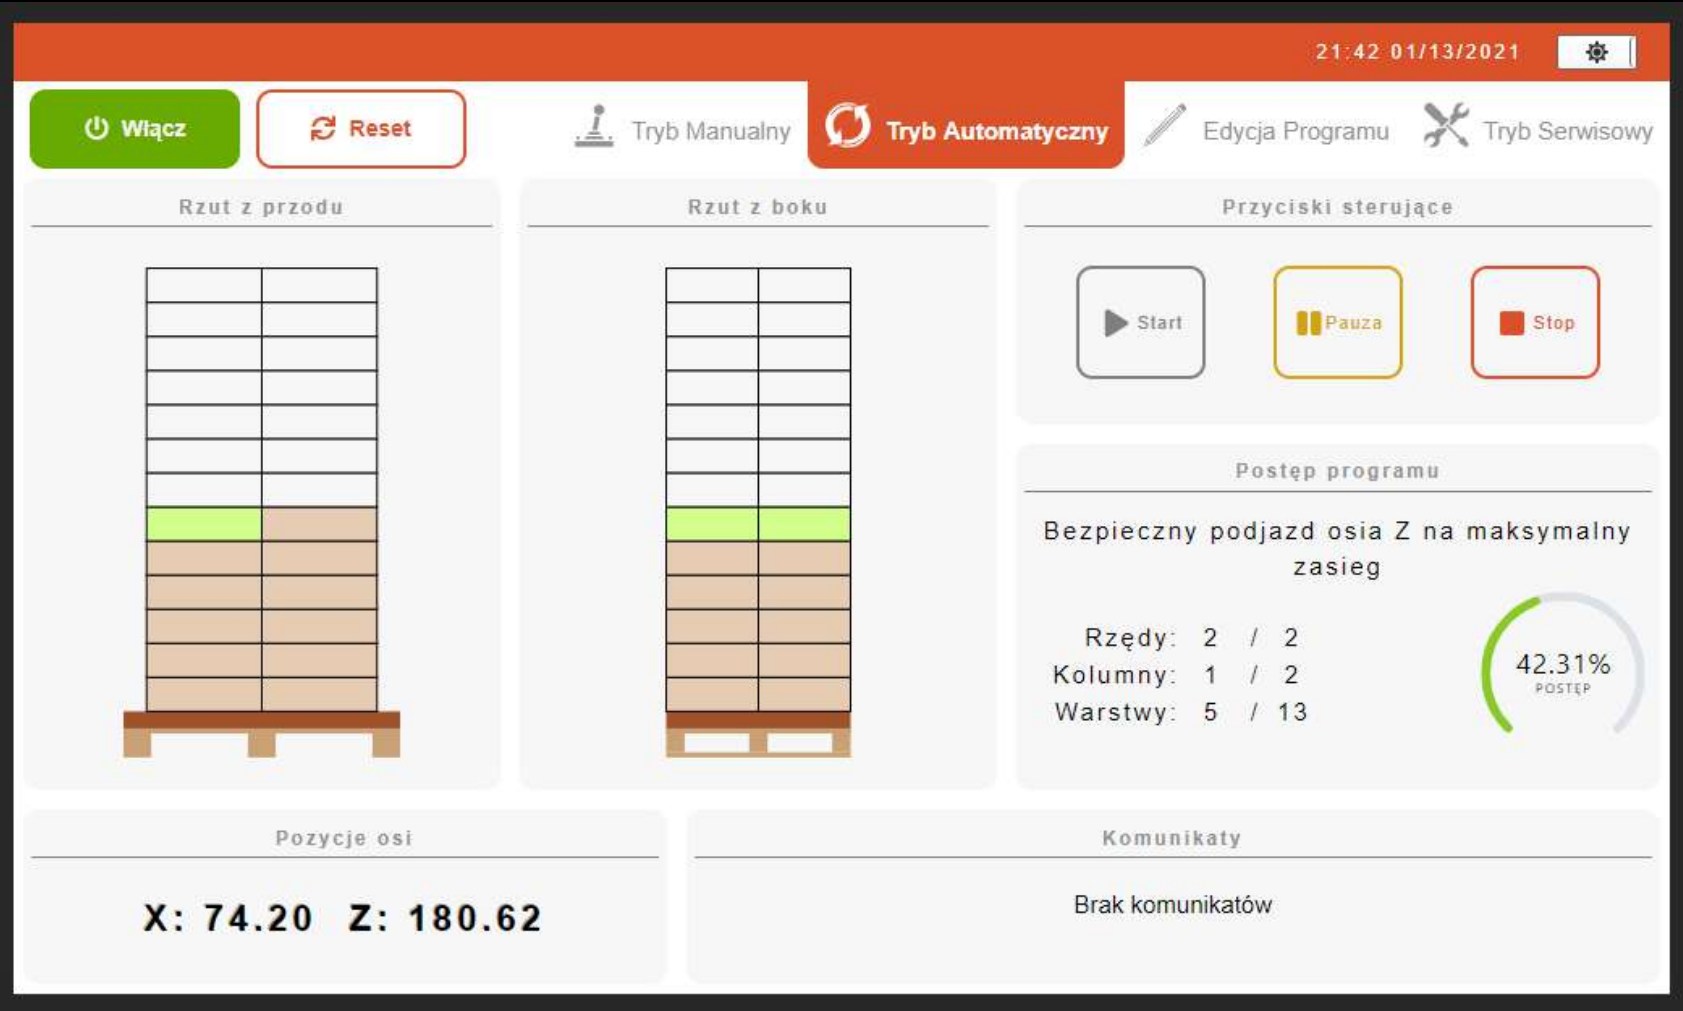 21:42 01/13/2021
Włącz
Reset
Tryb Manualny
Tryb Automatyczny
Edycja Programu
Tryb Serwisowy
Rzut z przodu
Rzut z boku
Przyciski sterujące
Start
Pauza
Stop
Postęp programu
Bezpieczny podjazd osia Z na maksymalny
zasieg
Rzędy: 2 / 2
Kolumny: 1 / 2
Warstwy: 5 / 13
42.31%
POSTĘP
Pozycje osi
X: 74.20 Z: 180.62
Komunikaty
Brak komunikatów